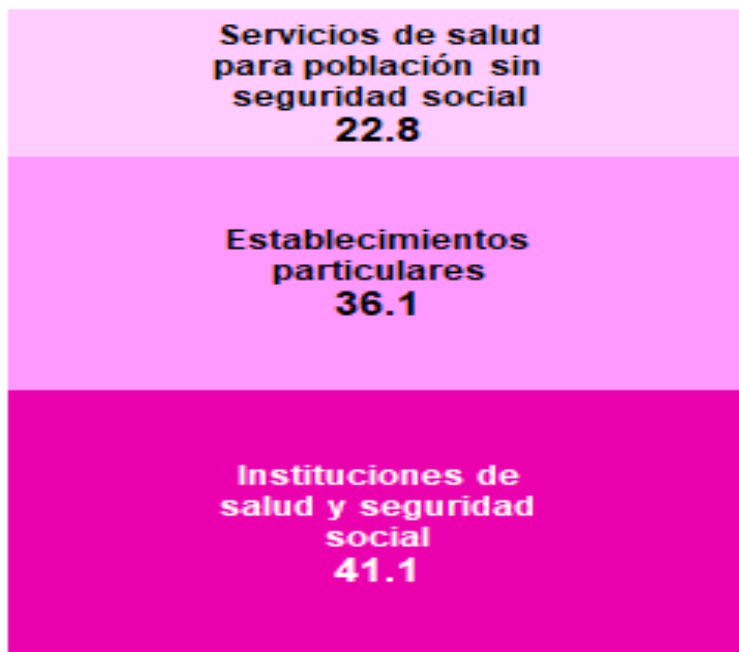 Servicios de salud
para población sin
seguridad social
22.8
Establecimientos
particulares
36.1
Instituciones de
salud y seguridad
social
41.1